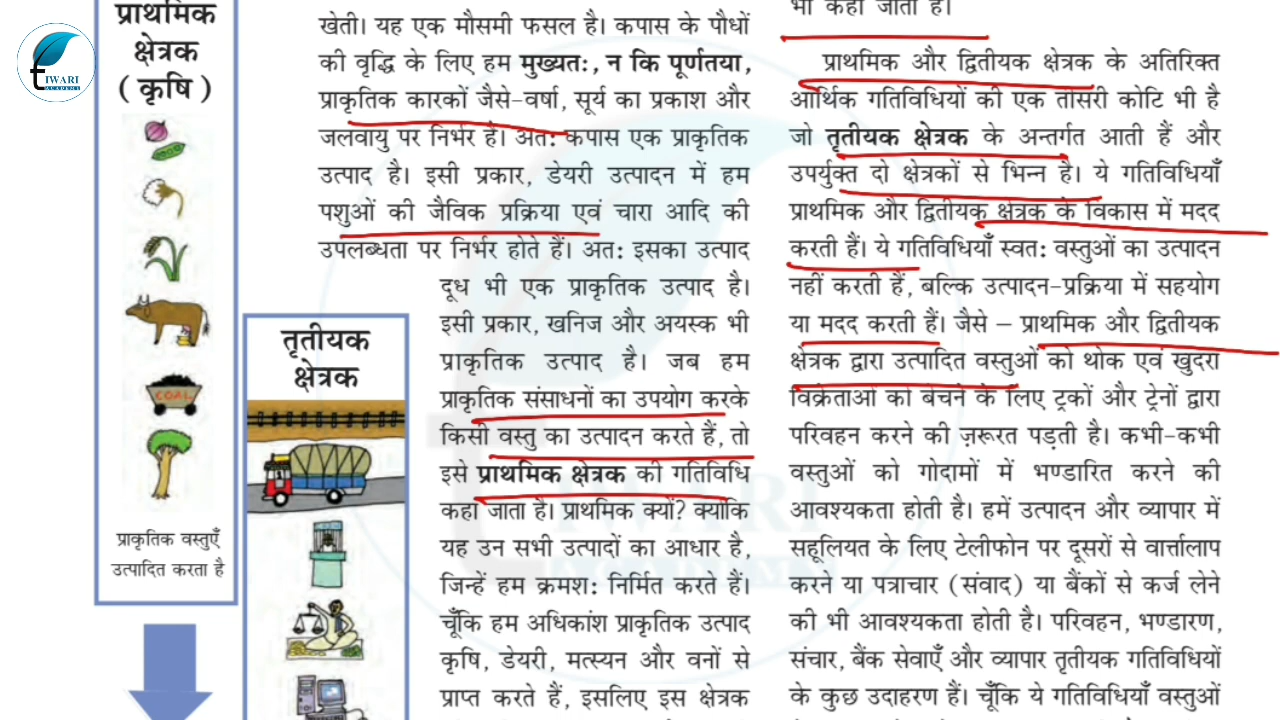 TIWARI
ACADEMY
प्राथमिक
क्षेत्रक
( कृषि )
COAL
प्राकृतिक वस्तुएँ
उत्पादित करता है
तृतीयक
क्षेत्रक
खेती। यह एक मौसमी फसल है। कपास के पौधों
की वृद्धि के लिए हम मुख्यतः, न कि पूर्णतया,
प्राकृतिक कारकों जैसे-वर्षा, सूर्य का प्रकाश और
जलवायु पर निर्भर हैं। अतः कपास एक प्राकृतिक
उत्पाद है। इसी प्रकार, डेयरी उत्पादन में हम
पशुओं की जैविक प्रक्रिया एवं चारा आदि की
उपलब्धता पर निर्भर होते हैं। अतः इसका उत्पाद
दूध भी एक प्राकृतिक उत्पाद है।
इसी प्रकार, खनिज और अयस्क भी
प्राकृतिक उत्पाद है। जब हम
प्राकृतिक संसाधनों का उपयोग करके
किसी वस्तु का उत्पादन करते हैं, तो
इसे प्राथमिक क्षेत्रक की गतिविधि
कहा जाता है। प्राथमिक क्यों? क्योंकि
यह उन सभी उत्पादों का आधार है,
जिन्हें हम क्रमशः निर्मित करते हैं।
चूँकि हम अधिकांश प्राकृतिक उत्पाद
कृषि, डेयरी, मत्स्यन और वनों से
प्राप्त करते हैं, इसलिए इस क्षेत्रक
भी कहा जाता है।
प्राथमिक और द्वितीयक क्षेत्रक के अतिरिक्त
आर्थिक गतिविधियों की एक तीसरी कोटि भी है
जो तृतीयक क्षेत्रक के अन्तर्गत आती हैं और
उपर्युक्त दो क्षेत्रकों से भिन्न है। ये गतिविधियाँ
प्राथमिक और द्वितीयक क्षेत्रक के विकास में मदद
करती हैं। ये गतिविधियाँ स्वतः वस्तुओं का उत्पादन
नहीं करती हैं, बल्कि उत्पादन-प्रक्रिया में सहयोग
या मदद करती हैं। जैसे – प्राथमिक और द्वितीयक
क्षेत्रक द्वारा उत्पादित वस्तुओं को थोक एवं खुदरा
विक्रेताओं को बेचने के लिए ट्रकों और ट्रेनों द्वारा
परिवहन करने की ज़रूरत पड़ती है। कभी-कभी
वस्तुओं को गोदामों में भण्डारित करने की
आवश्यकता होती है। हमें उत्पादन और व्यापार में
सहूलियत के लिए टेलीफोन पर दूसरों से वार्त्तालाप
करने या पत्राचार (संवाद) या बैंकों से कर्ज लेने
की भी आवश्यकता होती है। परिवहन, भण्डारण,
संचार, बैंक सेवाएँ और व्यापार तृतीयक गतिविधियों
के कुछ उदाहरण हैं। चूँकि ये गतिविधियाँ वस्तुओं